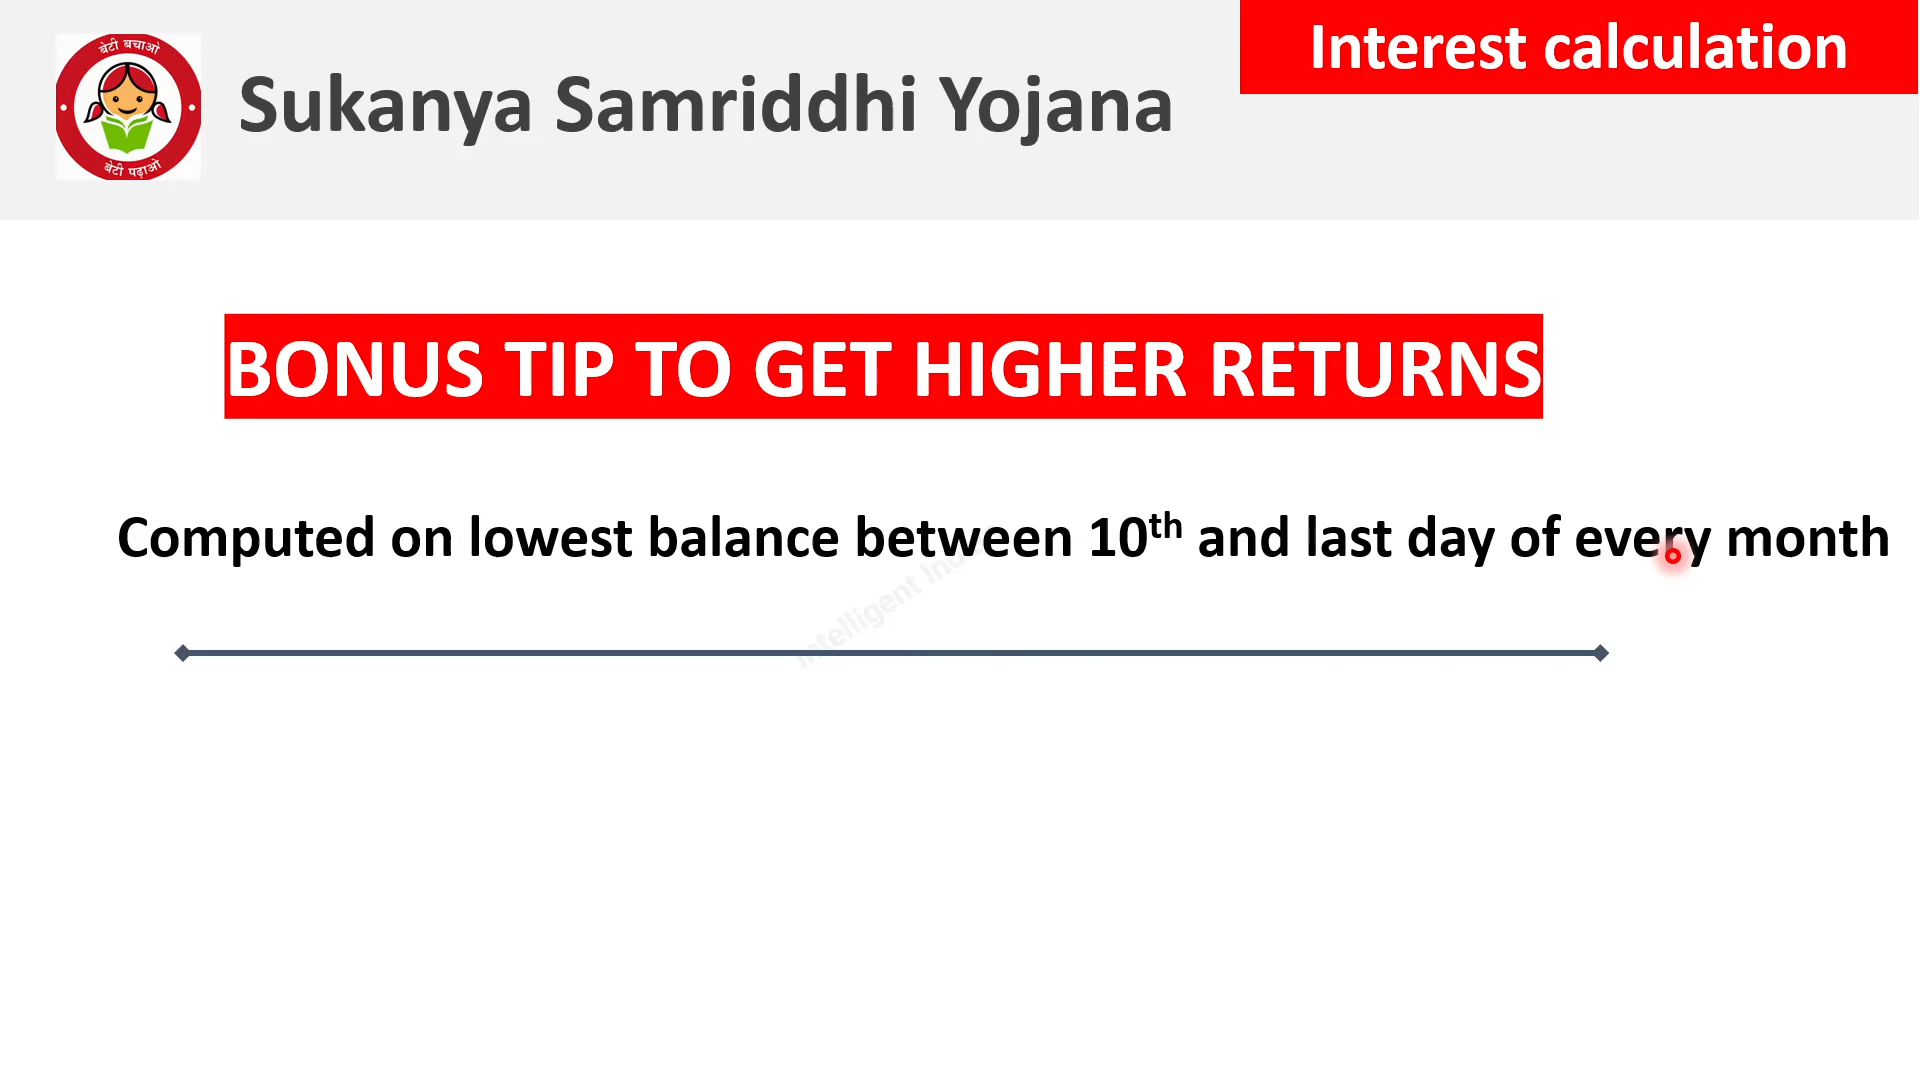 बेटी बचाओ
बेटी पढ़ाओ
Sukanya Samriddhi Yojana
Interest calculation
BONUS TIP TO GET HIGHER RETURNS
Computed on lowest balance between 10th and last day of every month
Intelligent